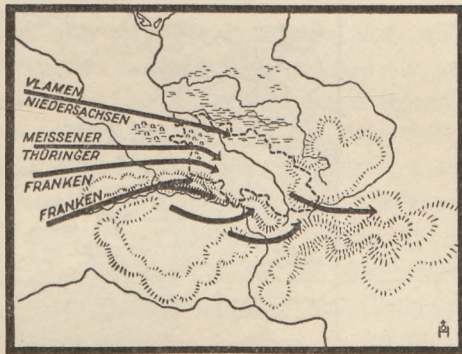 VLAMEN
NIEDERSACHSEN
MEISSENER
THÜRINGER
FRANKEN
FRANKEN